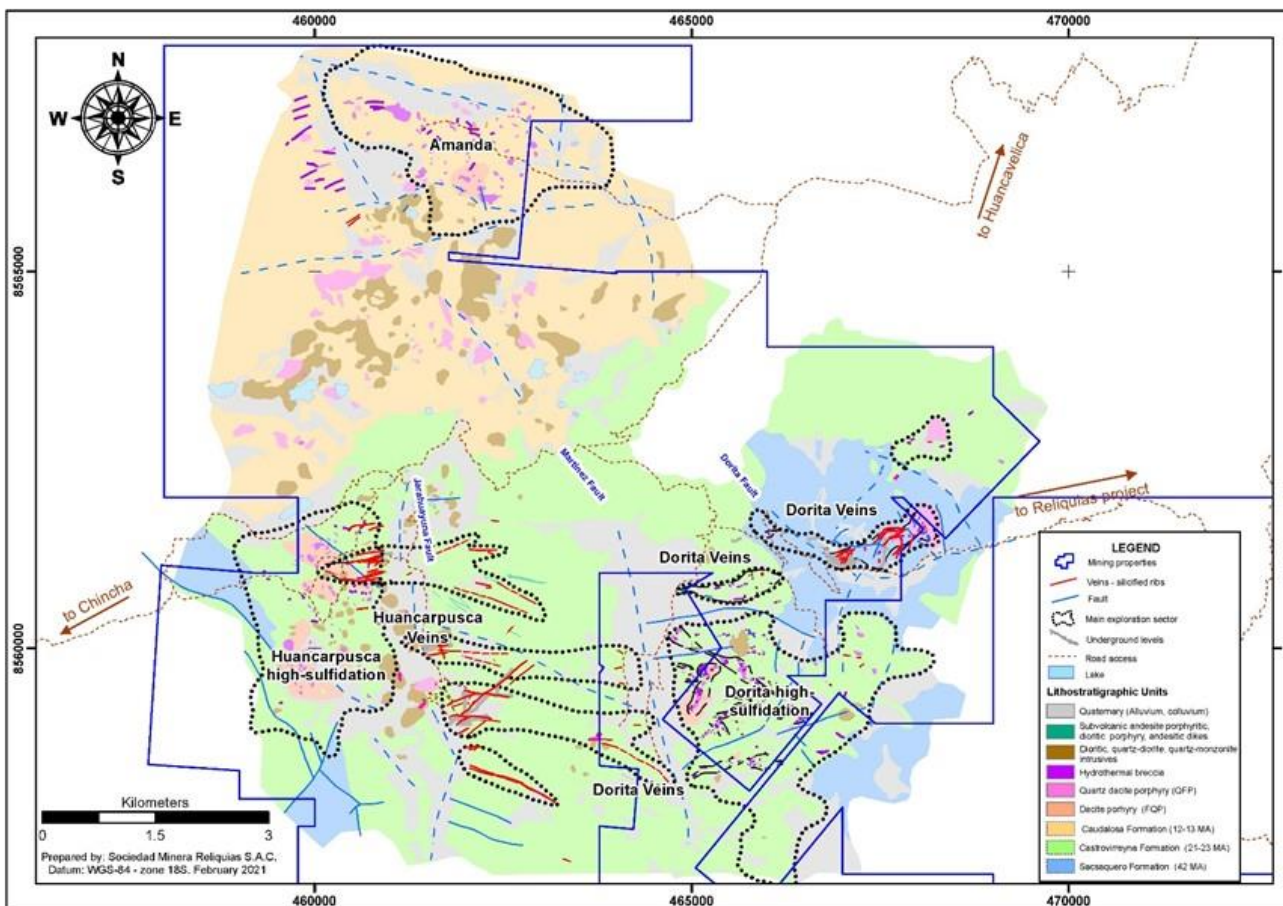 460000
465000
470000
N
W
E
S
Amanda
to Huancavelica
8565000
Martinez Fault
Dorita Fault
Jarahuayuna Fault
Dorita Veins
to Reliquias project
Dorita Veins
to Chincha
Huancarpusca
Veins
8560000
Huancarpusca
high-sulfidation
Dorita high-
sulfidation
Dorita Veins
LEGEND
Mining properties
Veins - silicified ribs
Fault
Main exploration sector
Underground levels
Road access
Lake
Lithostratigraphic Units
Quaternary (Alluvium, colluvium)
Subvolcanic andesite porphyritic,
dioritic porphyry, andesitic dikes
Dioritic, quartz-diorite, quartz-monzonite
intrusives
Hydrothermal breccia
Quartz dacite porphyry (QFP)
Dacite porhyry (FQP)
Caudalosa Formation (12-13 MA)
Castrovirreyna Formation (21-23 MA)
Sacsaquero Formation (42 MA)
Kilometers
0
1.5
3
Prepared by: Sociedad Minera Reliquias S.A.C.
Datum: WGS-84 - zone 18S. February 2021
460000
465000
470000